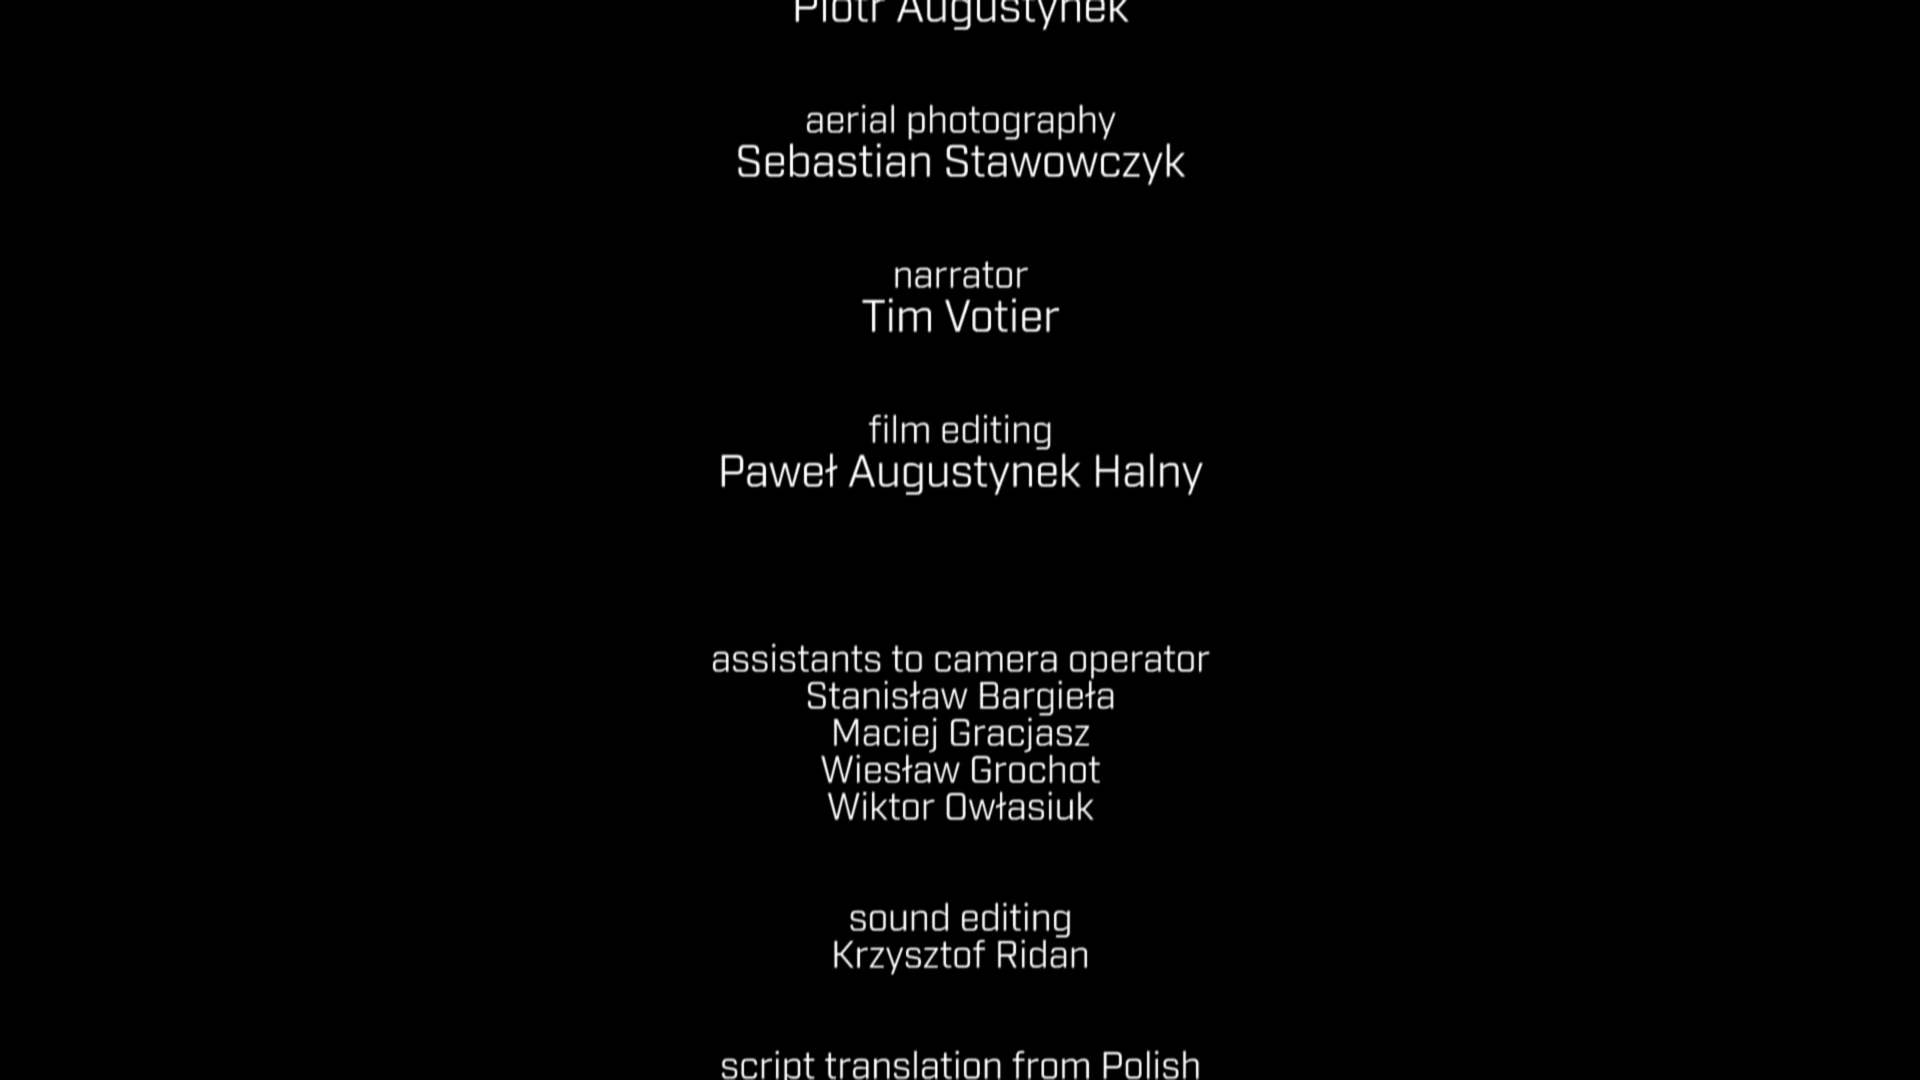 Piotr Augustynek
aerial photography
Sebastian Stawowczyk
narrator
Tim Votier
film editing
Paweł Augustynek Halny
assistants to camera operator
Stanisław Bargieła
Maciej Gracjasz
Wiesław Grochot
Wiktor Owłasiuk
sound editing
Krzysztof Ridan
script translation from Polish